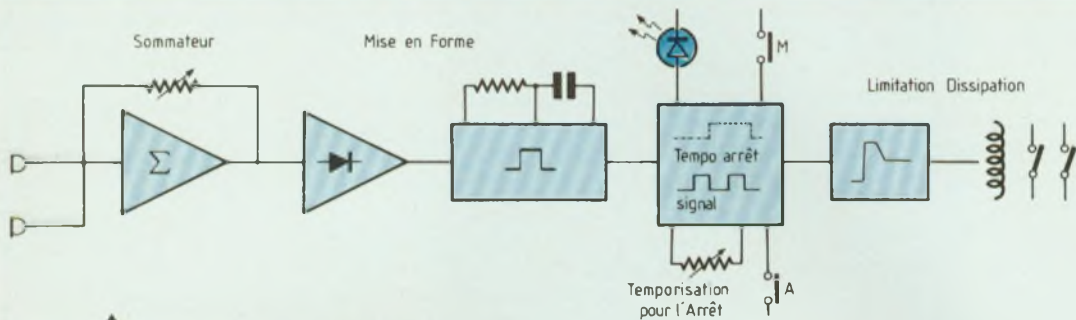 Sommateur
Mise en Forme
M
Limitation Dissipation
Σ
Tempo arrêt
signal
Temporisation
pour l'Arrêt
A